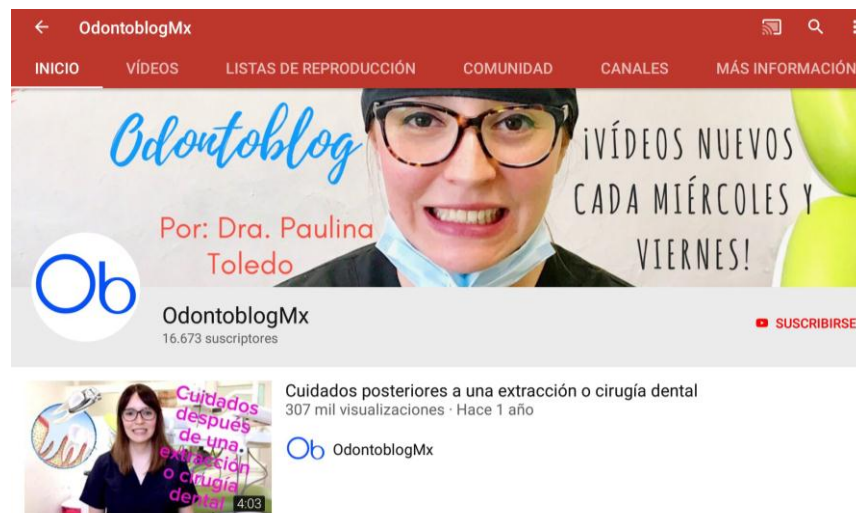 OdontoblogMx
INICIO VÍDEOS LISTAS DE REPRODUCCIÓN COMUNIDAD CANALES MÁS INFORMACIÓN
Odontoblog
Por: Dra. Paulina
Toledo
¡VÍDEOS NUEVOS
CADA MIÉRCOLES Y
VIERNES!
Ob
OdontoblogMx
16.673 suscriptores
SUSCRIBIRSE
Cuidados
después
de una
extracción
o cirugía
dental
4:03
Cuidados posteriores a una extracción o cirugía dental
307 mil visualizaciones · Hace 1 año
Ob OdontoblogMx